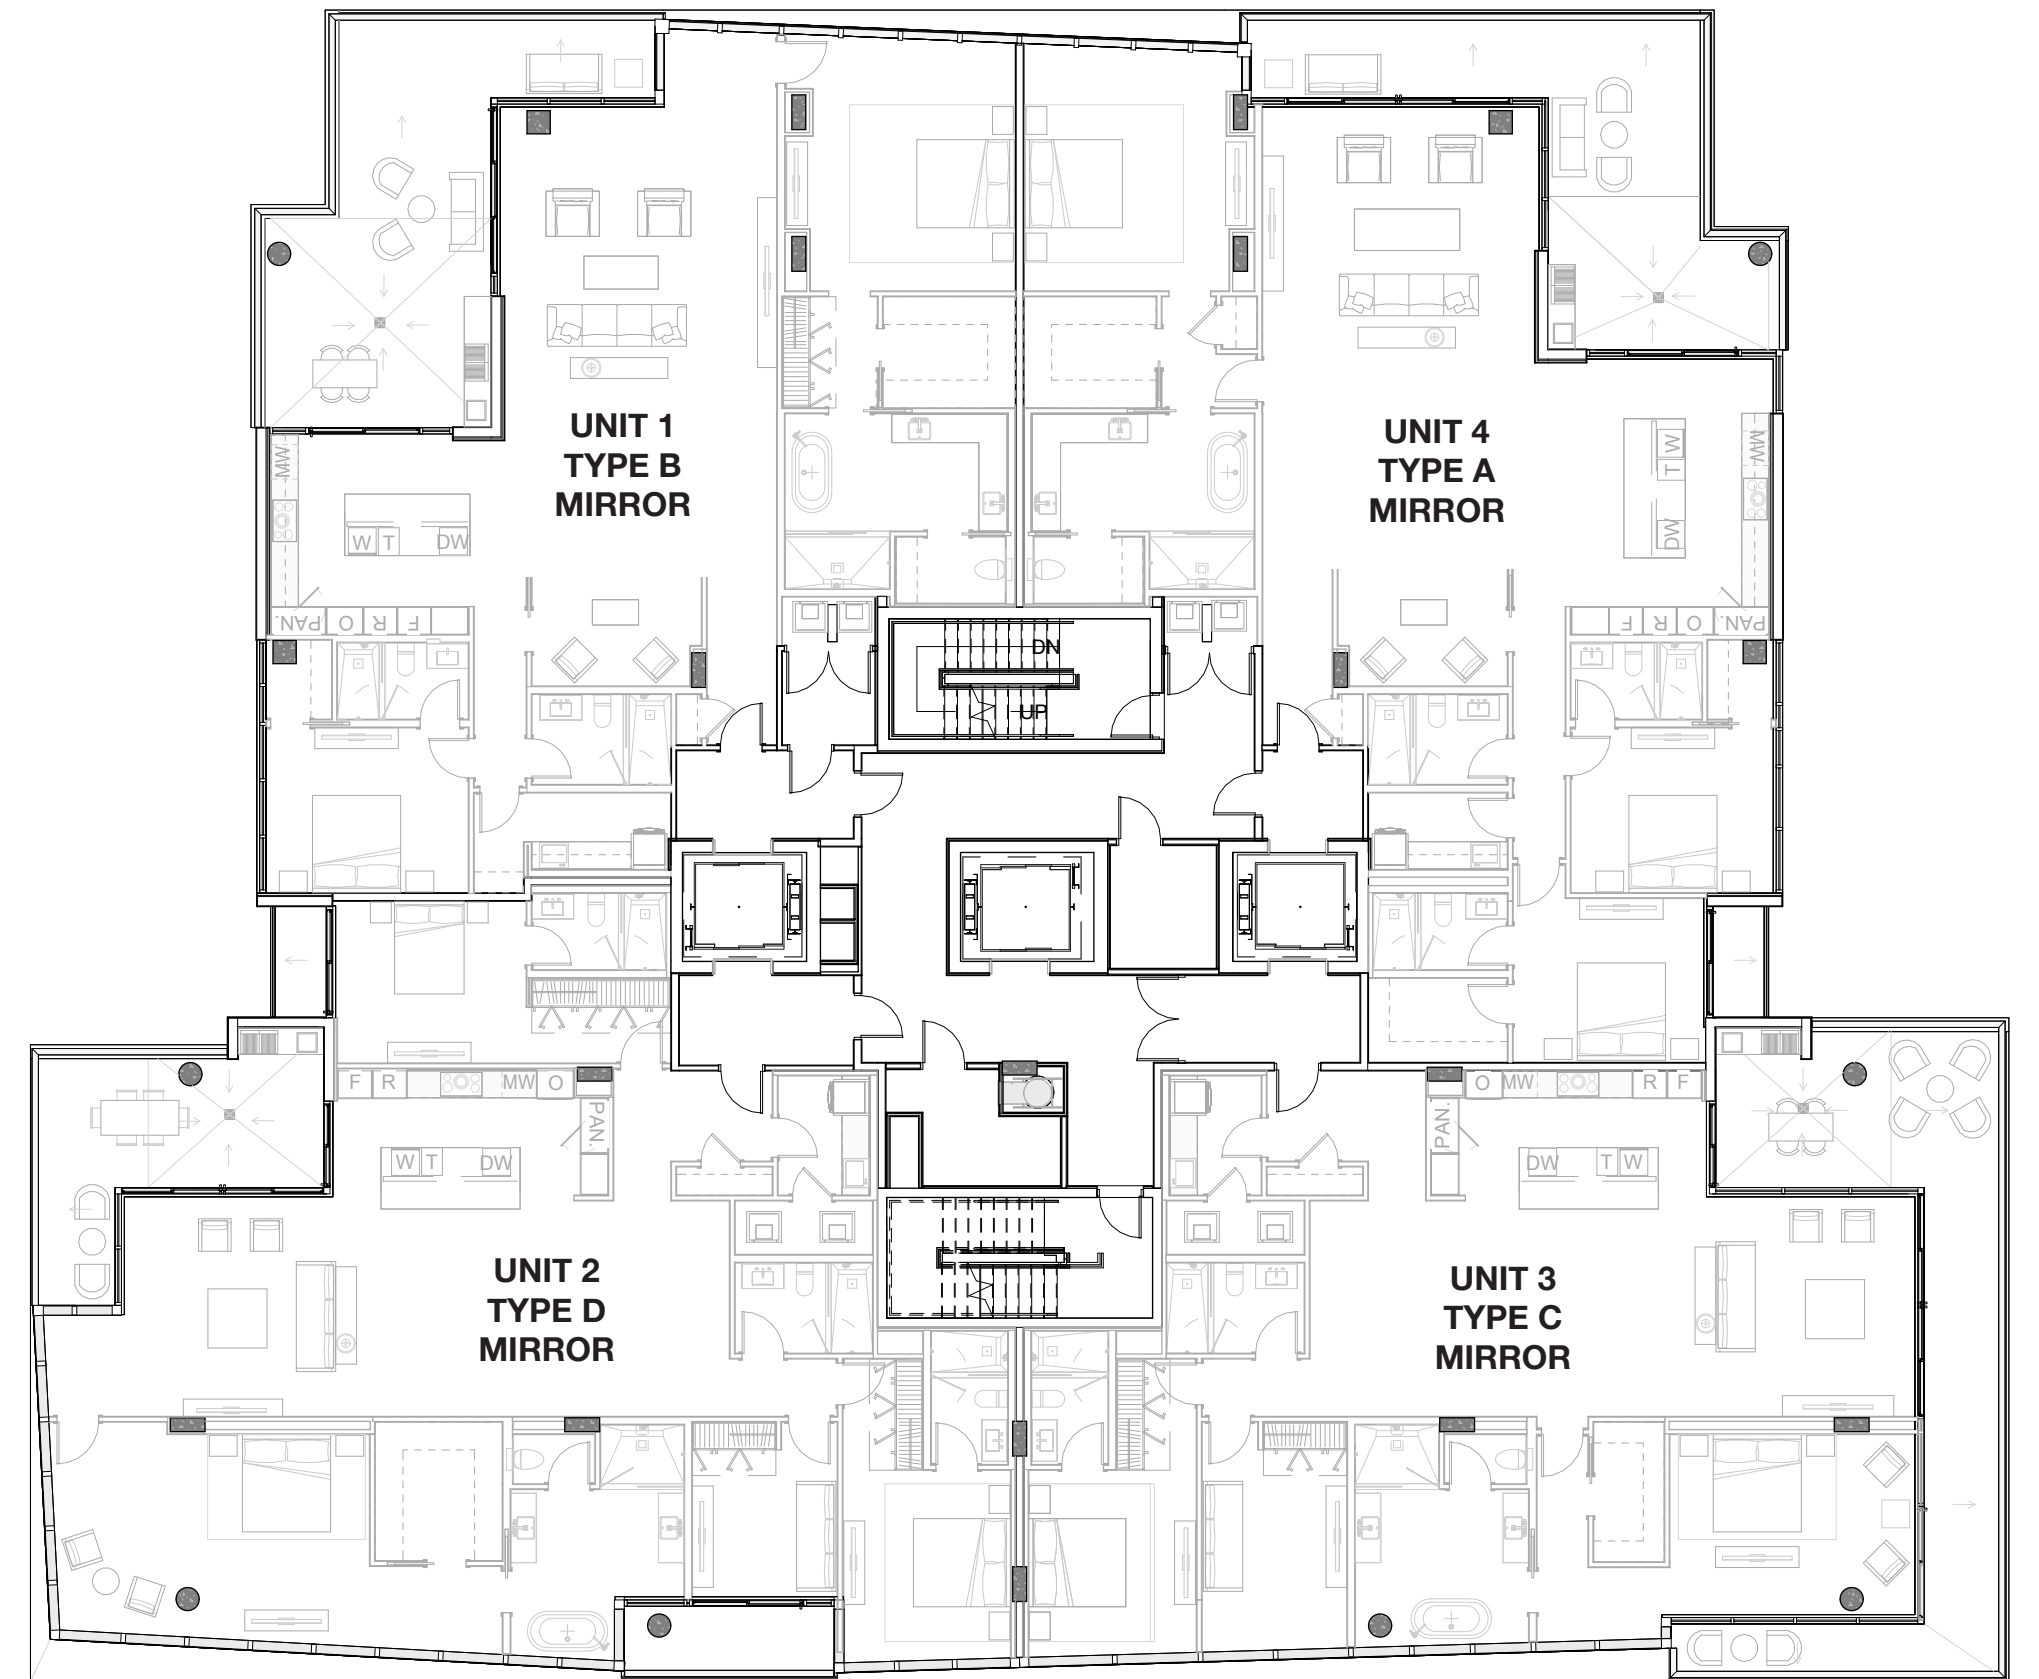 UNIT 1
TYPE B
MIRROR
UNIT 4
TYPE A
MIRROR
MW
W T DW
PAN. O R F
MW
T W
DW
F R O PAN.
DN
UP
F R MW O
PAN.
W T DW
O MW R F
PAN.
DW T W
UNIT 2
TYPE D
MIRROR
UNIT 3
TYPE C
MIRROR